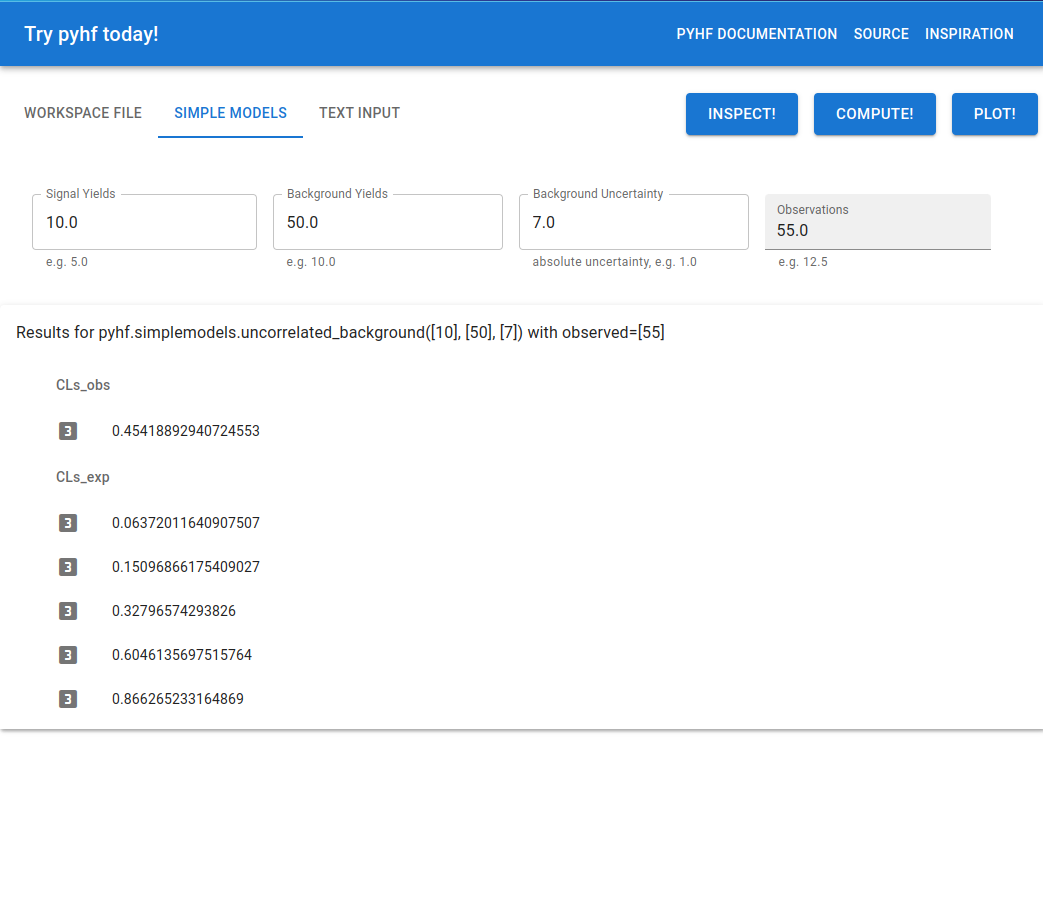 Try pyhf today!
PYHF DOCUMENTATION SOURCE INSPIRATION
WORKSPACE FILE SIMPLE MODELS TEXT INPUT
INSPECT! COMPUTE! PLOT!
Signal Yields
10.0
e.g. 5.0
Background Yields
50.0
e.g. 10.0
Background Uncertainty
7.0
absolute uncertainty, e.g. 1.0
Observations
55.0
e.g. 12.5
Results for pyhf.simplemodels.uncorrelated_background([10], [50], [7]) with observed=[55]
CLs_obs
3 0.45418892940724553
CLs_exp
3 0.06372011640907507
3 0.15096866175409027
3 0.32796574293826
3 0.6046135697515764
3 0.866265233164869